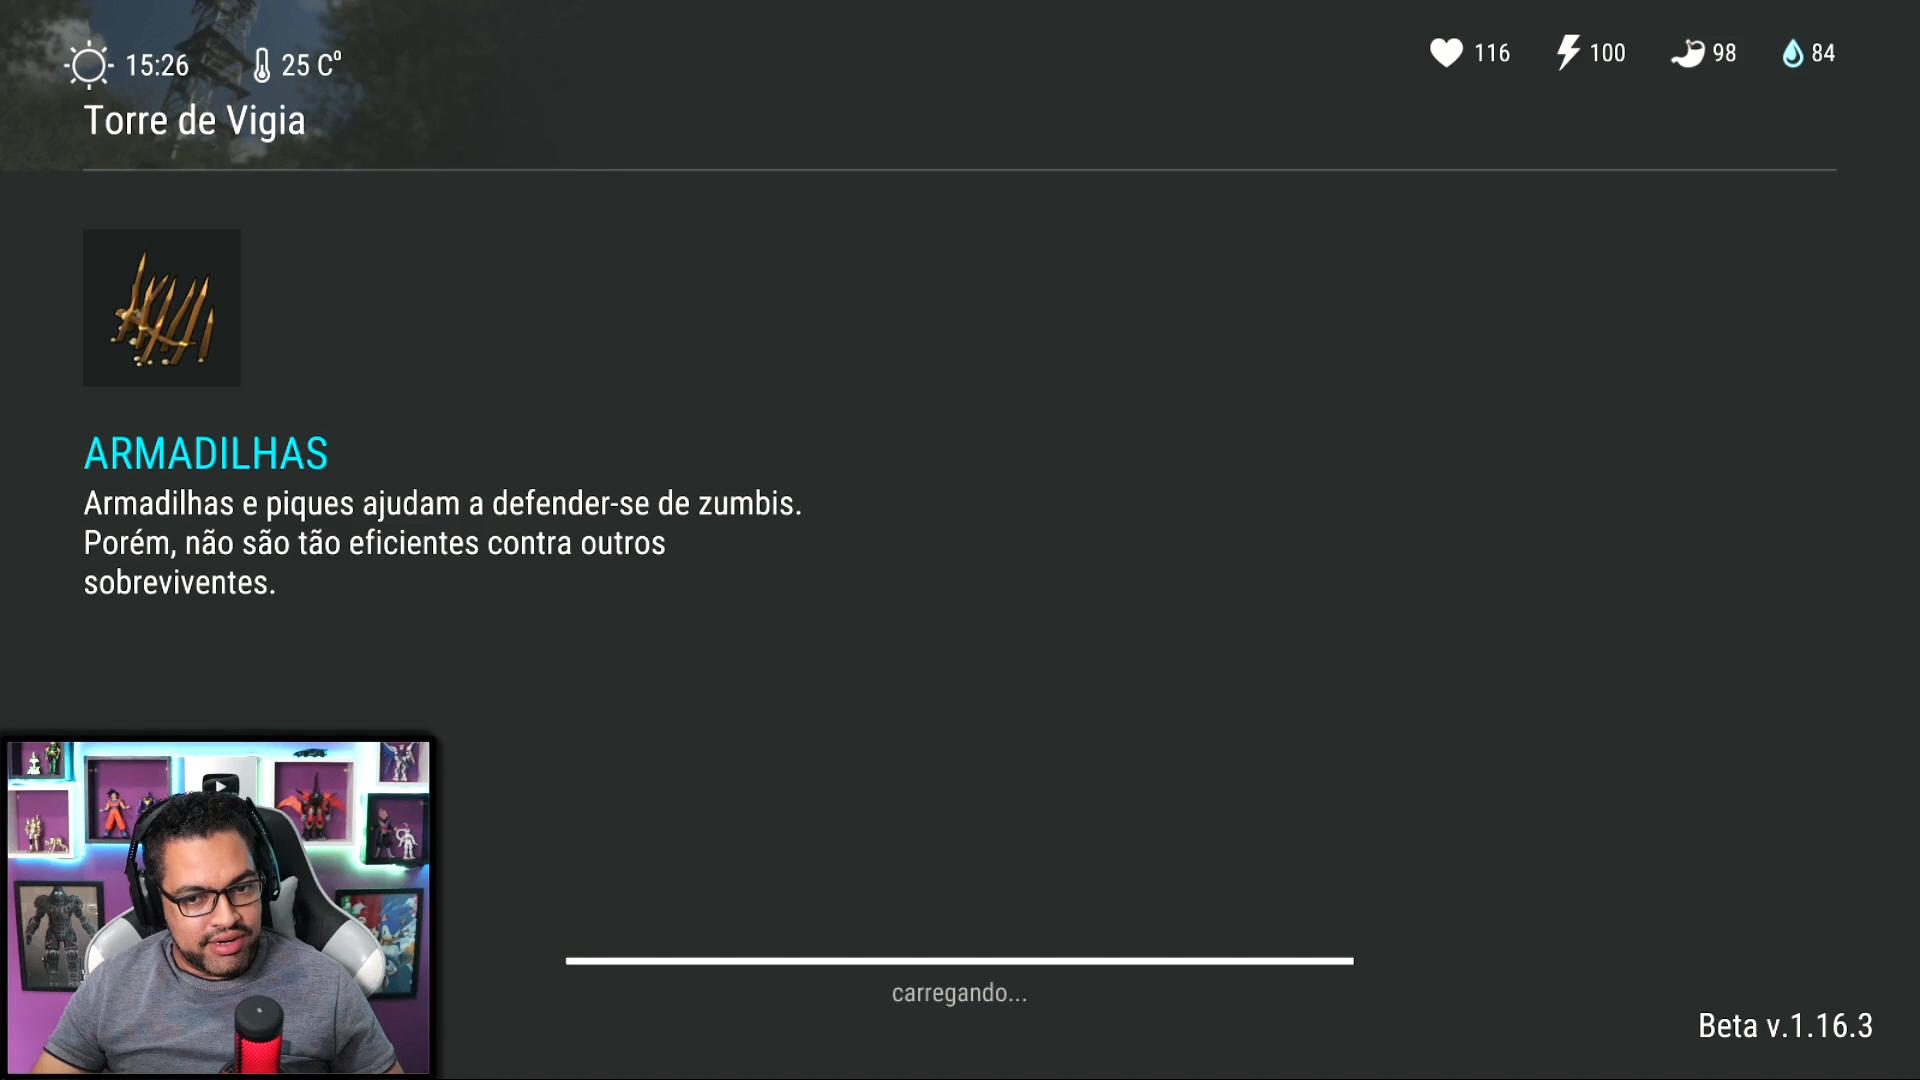 15:26
25 Cº
116
100
98
84
Torre de Vigia
ARMADILHAS
Armadilhas e piques ajudam a defender-se de zumbis.
Porém, não são tão eficientes contra outros
sobreviventes.
carregando...
Beta v.1.16.3